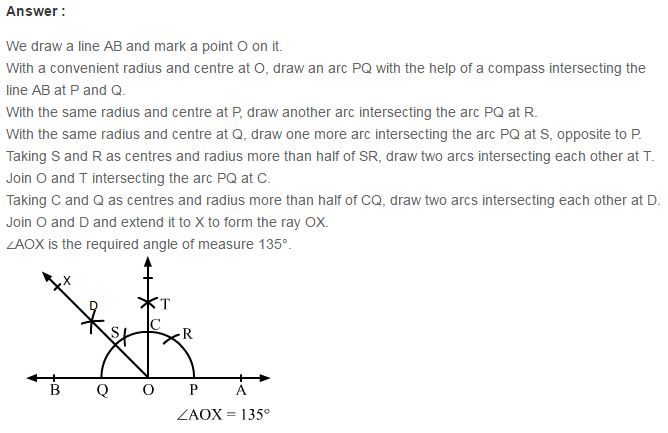 Answer :
We draw a line AB and mark a point O on it.
With a convenient radius and centre at O, draw an arc PQ with the help of a compass intersecting the
line AB at P and Q.
With the same radius and centre at P, draw another arc intersecting the arc PQ at R.
With the same radius and centre at Q, draw one more arc intersecting the arc PQ at S, opposite to P.
Taking S and R as centres and radius more than half of SR, draw two arcs intersecting each other at T.
Join O and T intersecting the arc PQ at C.
Taking C and Q as centres and radius more than half of CQ, draw two arcs intersecting each other at D.
Join O and D and extend it to X to form the ray OX.
∠AOX is the required angle of measure 135°.
X
D T
S C R
B Q O P A
∠AOX = 135°